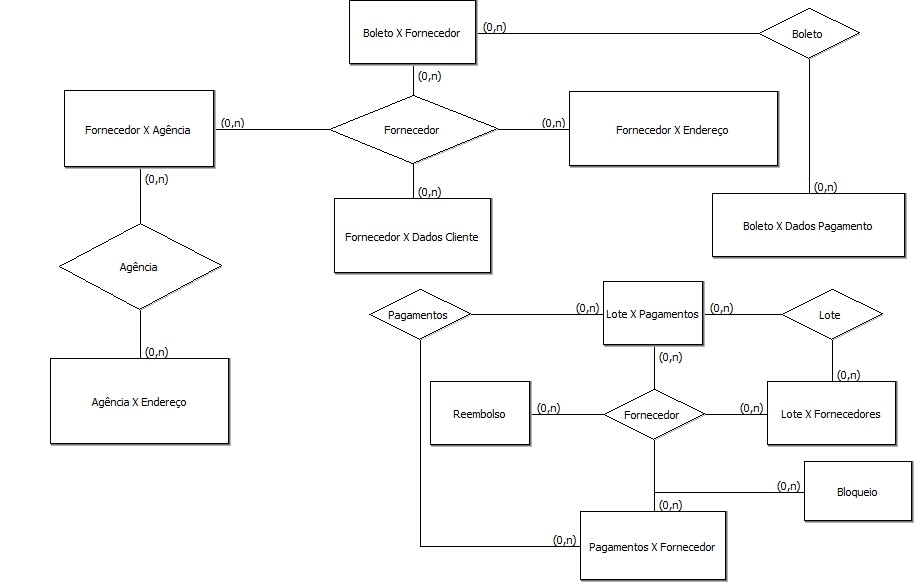 Boleto X Fornecedor
(0,n)
Boleto
(0,n)
Fornecedor X Agência
(0,n)
Fornecedor
(0,n)
Fornecedor X Endereço
(0,n)
(0,n)
(0,n)
Fornecedor X Dados Cliente
Boleto X Dados Pagamento
Agência
Pagamentos
(0,n)
Lote X Pagamentos
(0,n)
Lote
(0,n)
(0,n)
(0,n)
Agência X Endereço
Reembolso
(0,n)
Fornecedor
(0,n)
Lote X Fornecedores
(0,n)
Bloqueio
(0,n)
(0,n)
Pagamentos X Fornecedor